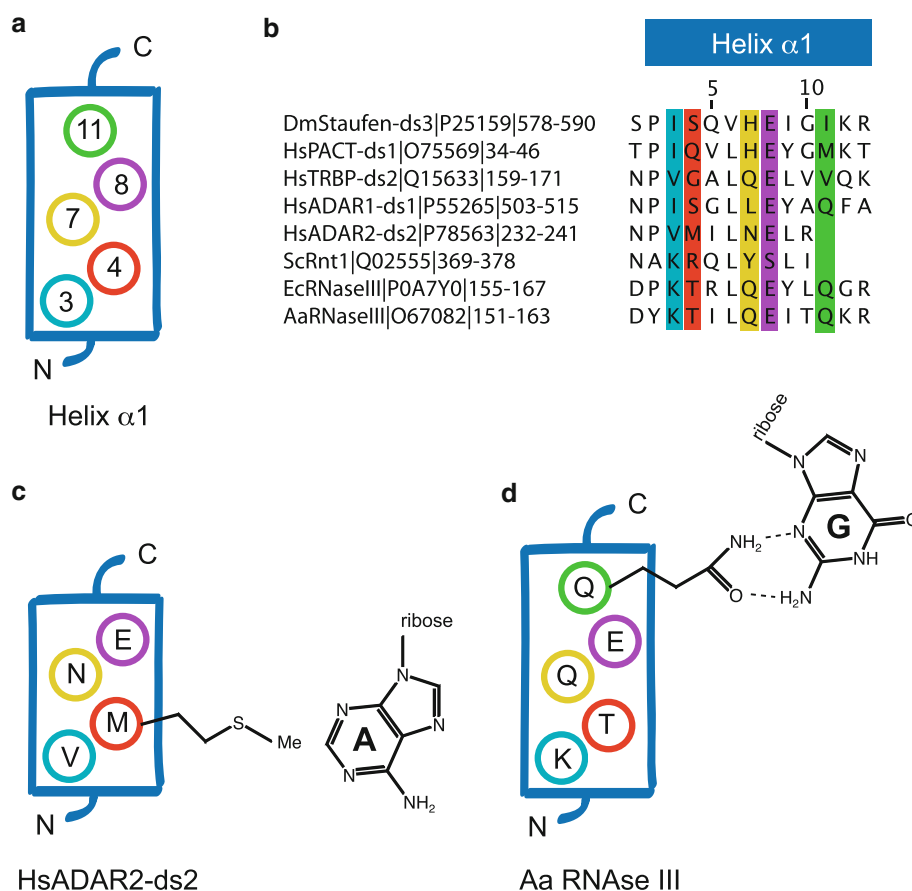 a
C
11
8
7
4
3
N
Helix α1
b
Helix α1
5 10
DmStaufen-ds3|P25159|578-590 S P I S Q V H E I G I K R
HsPACT-ds1|O75569|34-46 T P I Q V L H E Y G M K T
HsTRBP-ds2|Q15633|159-171 N P V G A L Q E L V V Q K
HsADAR1-ds1|P55265|503-515 N P I S G L L E Y A Q F A
HsADAR2-ds2|P78563|232-241 N P V M I L N E L R
ScRnt1|Q02555|369-378 N A K R Q L Y S L I
EcRNaseIII|P0A7Y0|155-167 D P K T R L Q E Y L Q G R
AaRNaseIII|O67082|151-163 D Y K T I L Q E I T Q K R
c
C
E
N
M
V
N
S
Me
ribose
N
N
N
N
A
NH2
HsADAR2-ds2
d
C
Q
E
Q
T
K
N
NH2
O
ribose
N
N
N
G
O
NH
H2N
Aa RNAse III